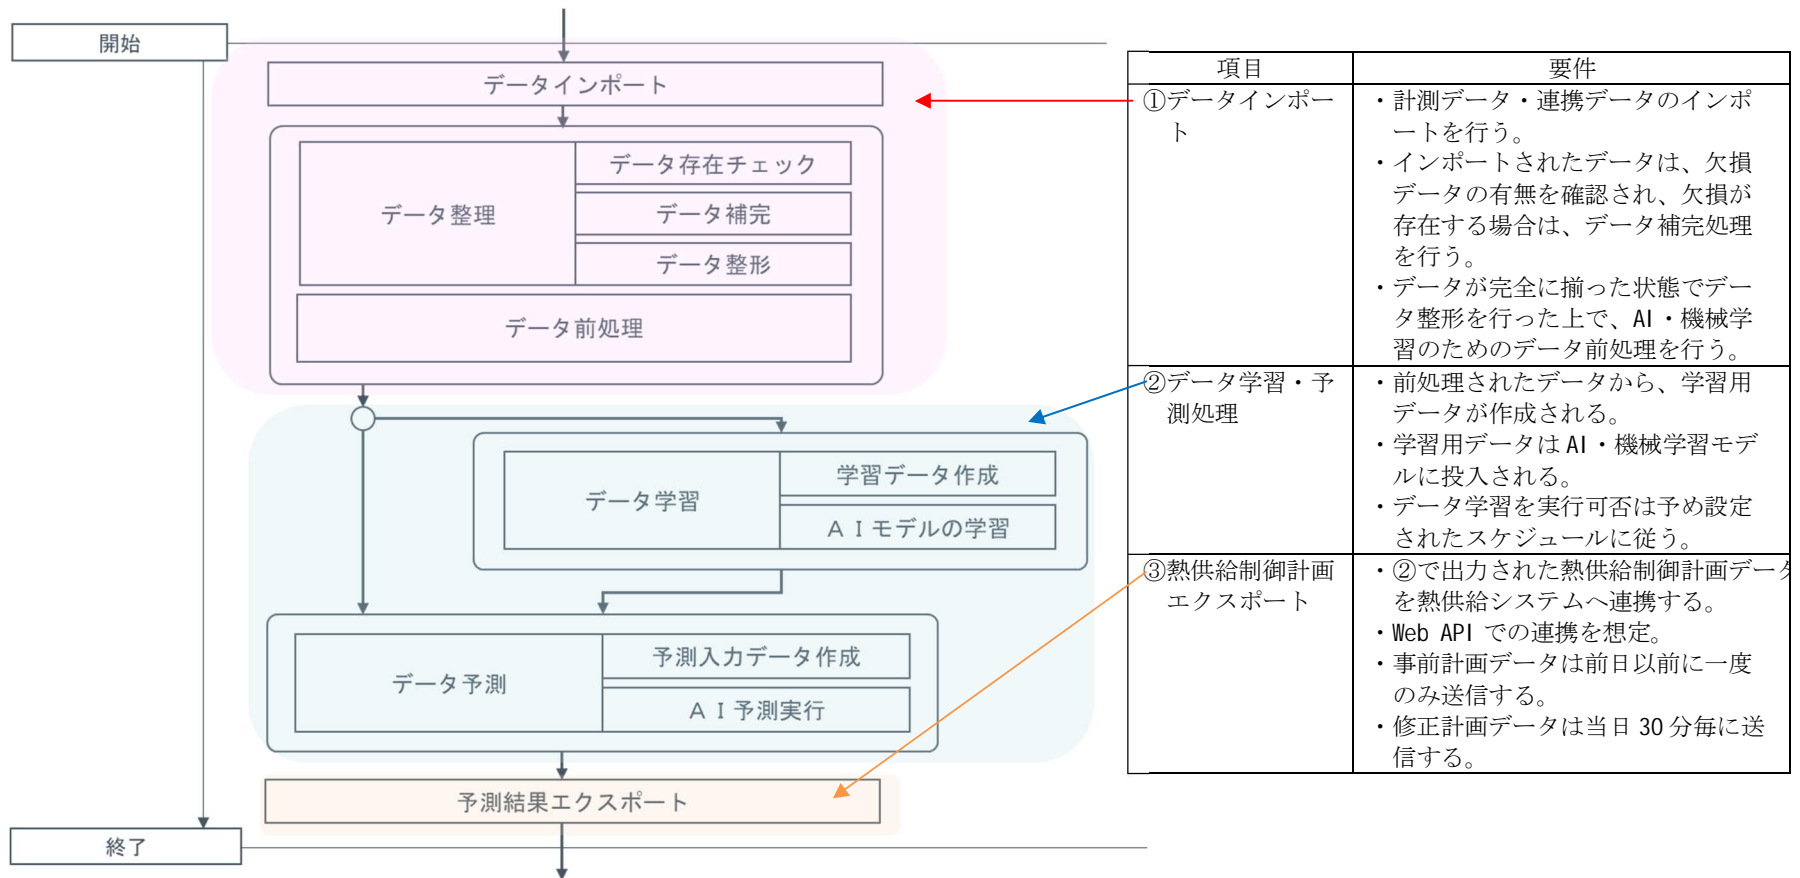 開始
データインポート
データ整理
データ存在チェック
データ補完
データ整形
データ前処理
データ学習
学習データ作成
ＡＩモデルの学習
データ予測
予測入力データ作成
ＡＩ予測実行
予測結果エクスポート
終了
項目
要件
①データインポー
ト
・計測データ・連携データのインポ
ートを行う。
・インポートされたデータは、欠損
データの有無を確認され、欠損が
存在する場合は、データ補完処理
を行う。
・データが完全に揃った状態でデー
タ整形を行った上で、AI・機械学
習のためのデータ前処理を行う。
②データ学習・予
測処理
・前処理されたデータから、学習用
データが作成される。
・学習用データは AI・機械学習モデ
ルに投入される。
・データ学習を実行可否は予め設定
されたスケジュールに従う。
③熱供給制御計画
エクスポート
・②で出力された熱供給制御計画データ
を熱供給システムへ連携する。
・Web API での連携を想定。
・事前計画データは前日以前に一度
のみ送信する。
・修正計画データは当日 30 分毎に送
信する。